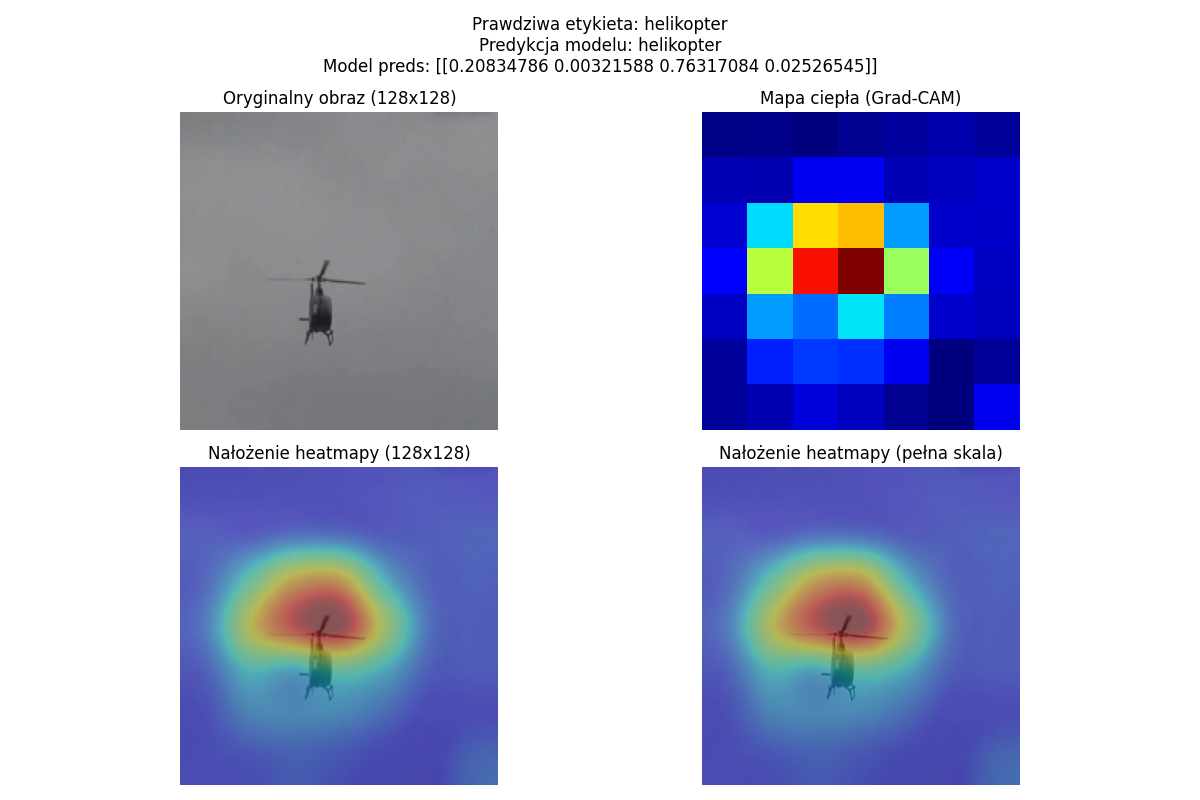 Prawdziwa etykieta: helikopter
Predykcja modelu: helikopter
Model preds: [[0.20834786 0.00321588 0.76317084 0.02526545]]
Oryginalny obraz (128x128)
Mapa ciepła (Grad-CAM)
Nałożenie heatmapy (128x128)
Nałożenie heatmapy (pełna skala)